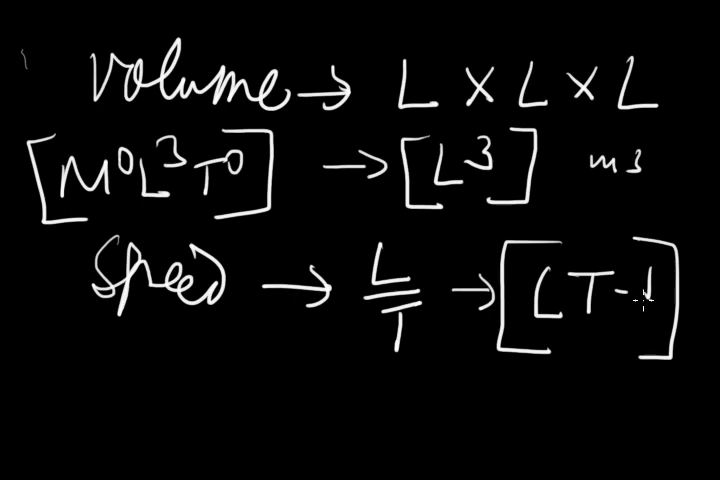 Volume → L × L × L
[M⁰L³T⁰] → [L³] m3
Speed → L/T → [LT-1]